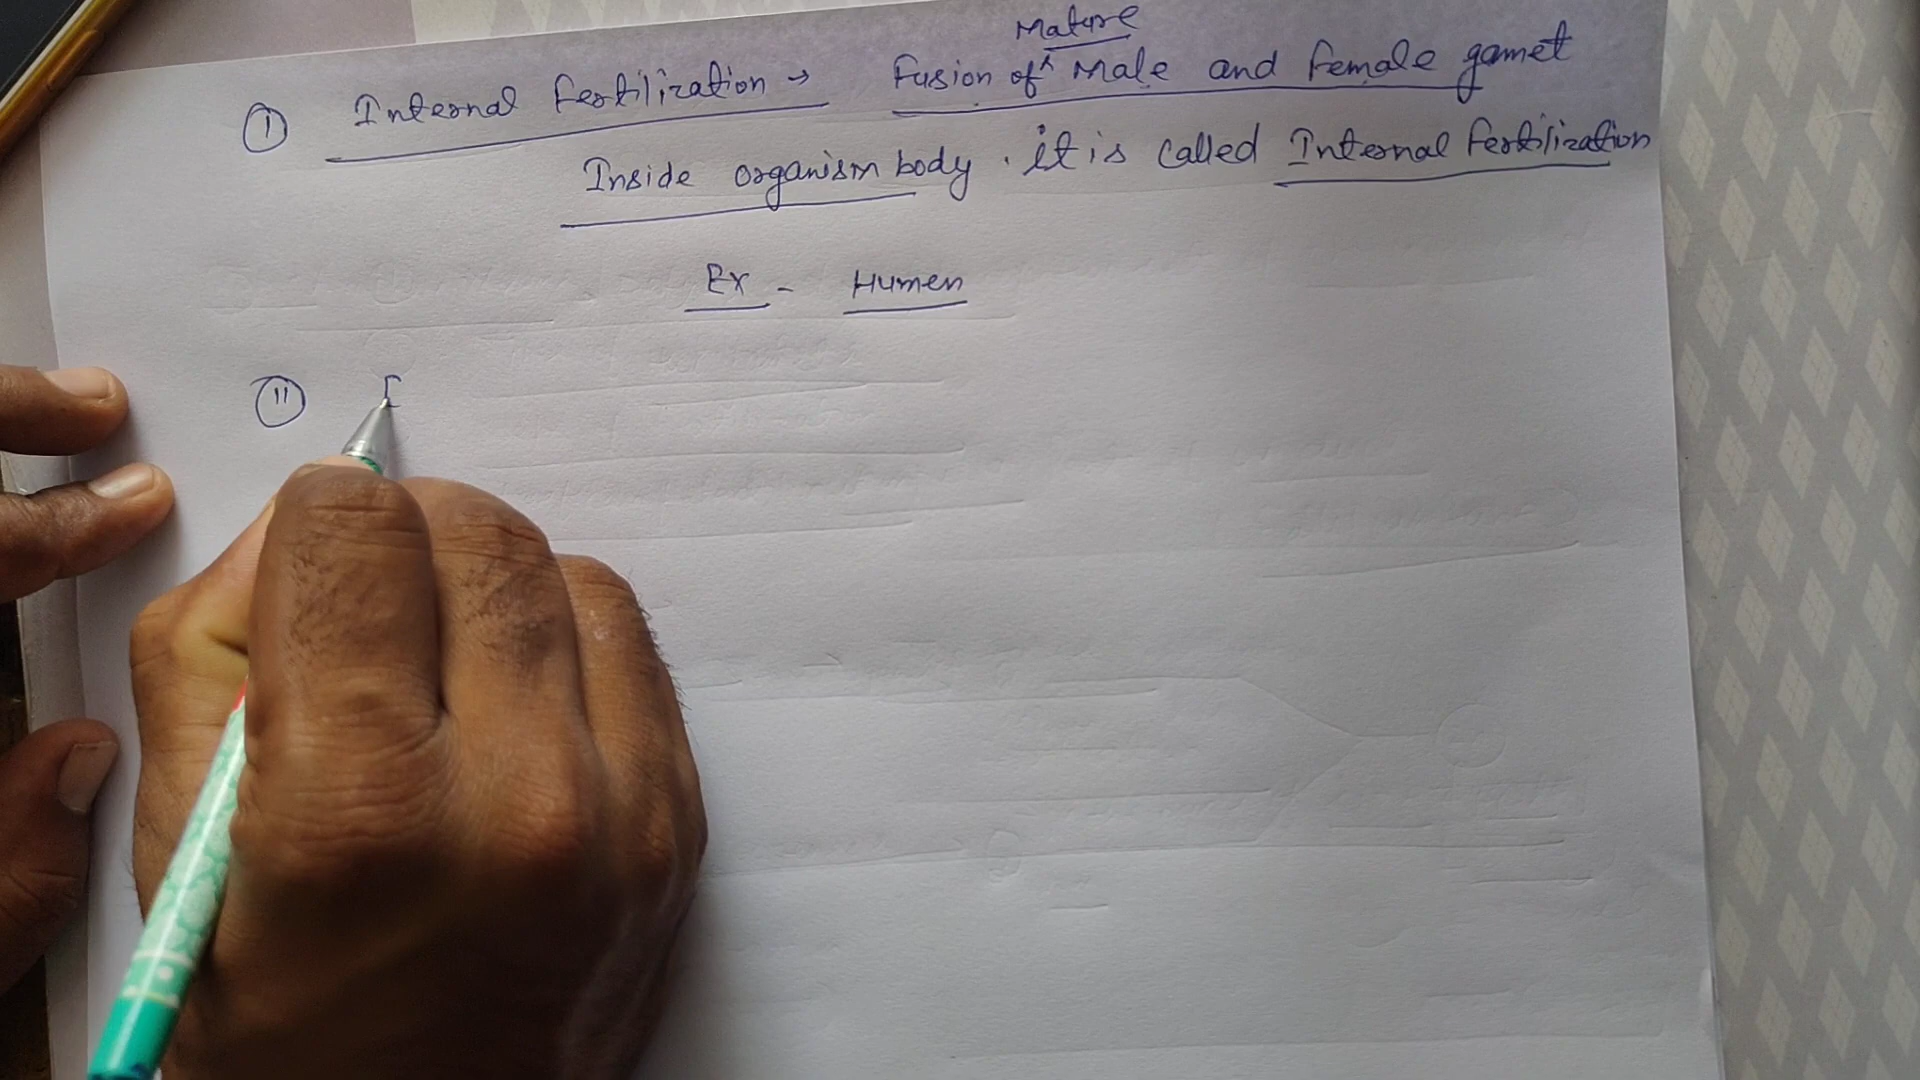 Mature
(I) Internal Fertilization → Fusion of ^ Male and Female gamet
Inside organism body. it is called Internal Fertilization
Ex - Humen
(II)